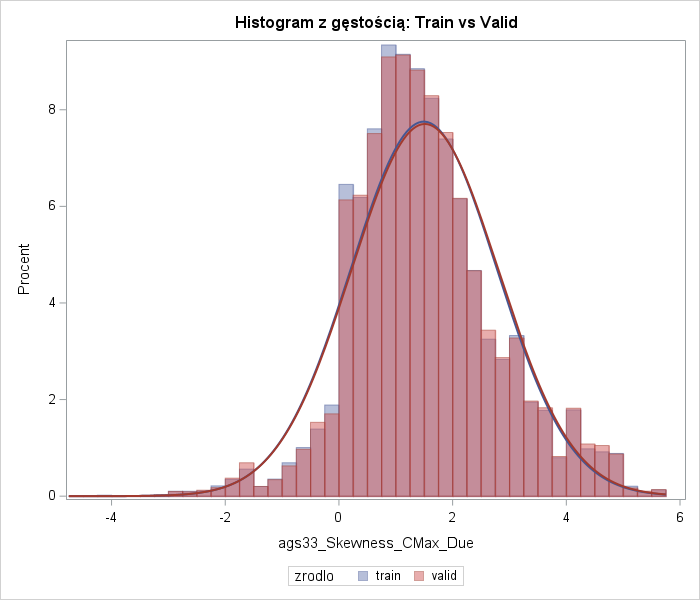 Histogram z gęstością: Train vs Valid
Procent
8
6
4
2
0
-4 -2 0 2 4 6
ags33_Skewness_CMax_Due
zrodlo train valid